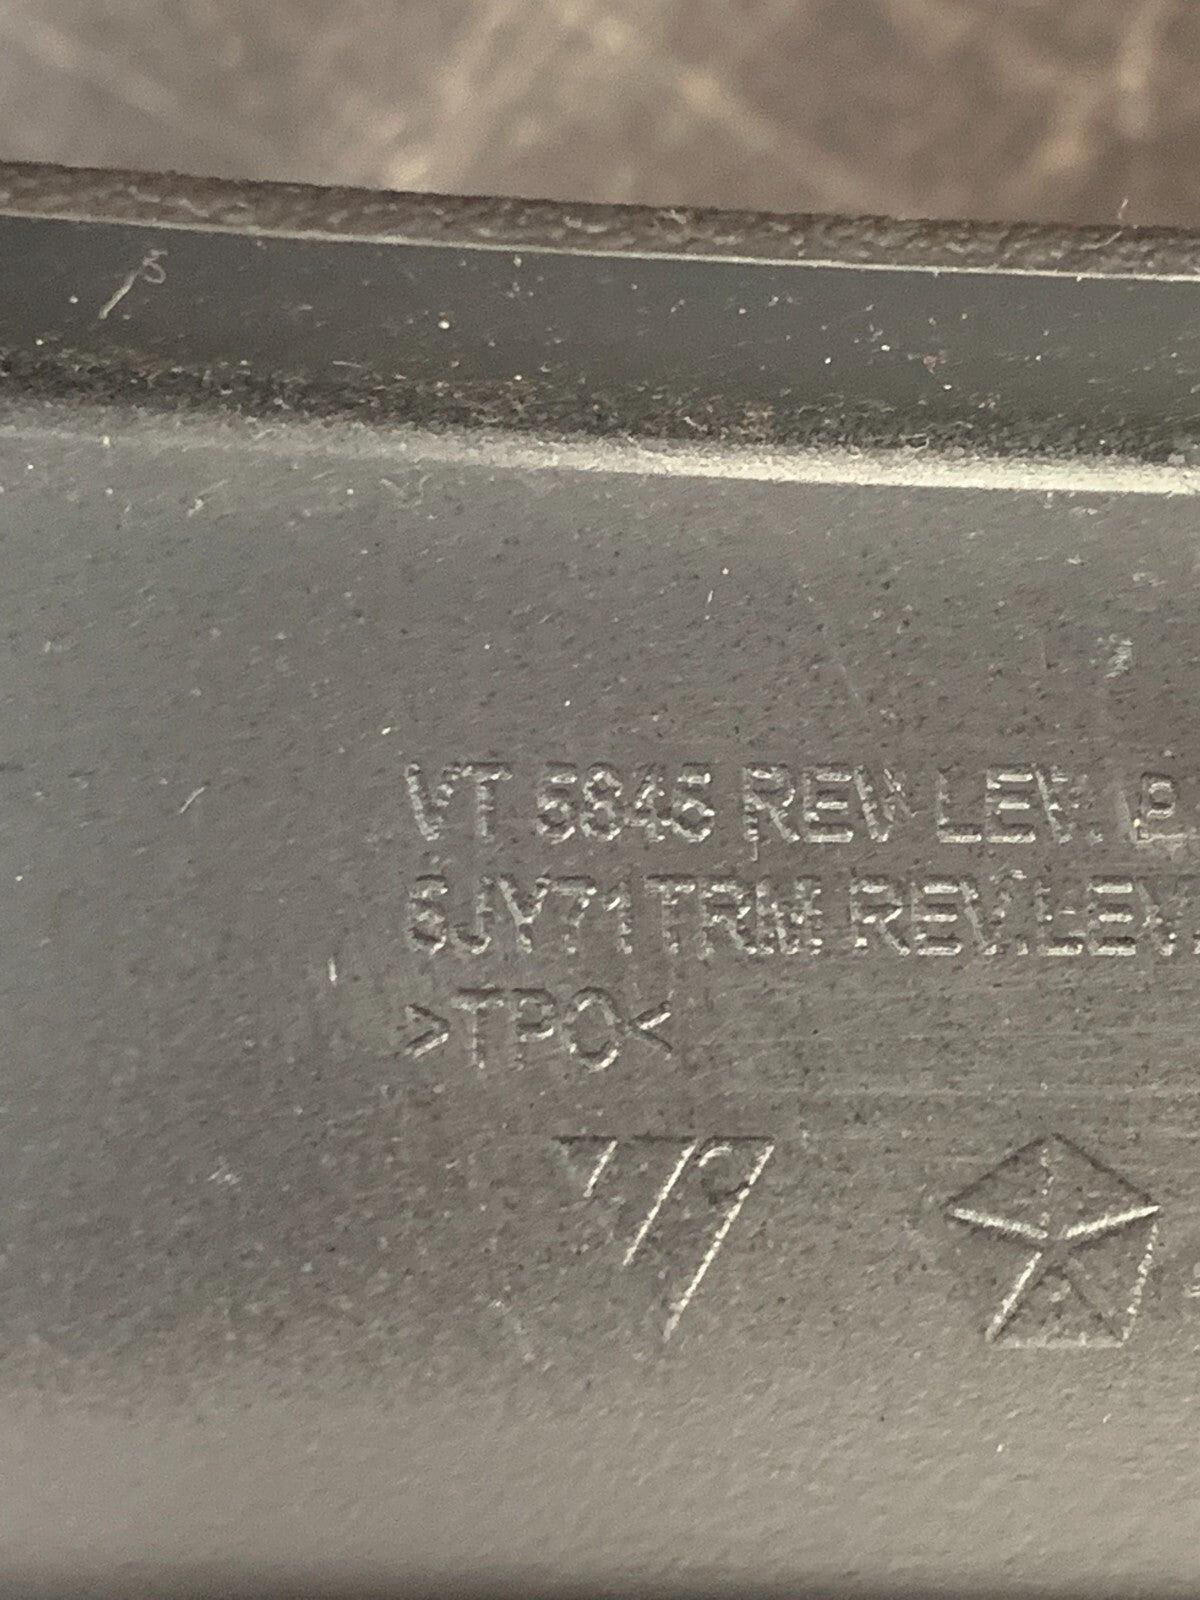 VT 5845 REV. LEV.
6JY71TRM REV. LEV
>TPO<